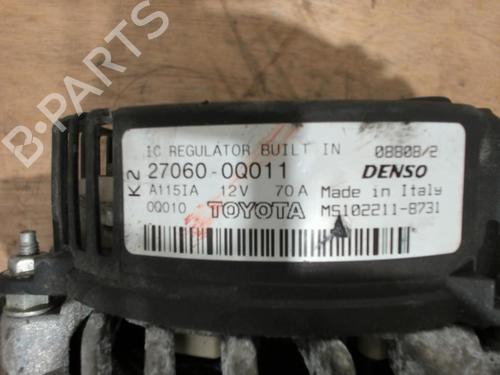 IC REGULATOR BUILT IN 08808/2
K2 27060-0Q011 DENSO
A115IA 12V 70A Made in Italy
0Q010 TOYOTA MS102211-8731
B-PARTS